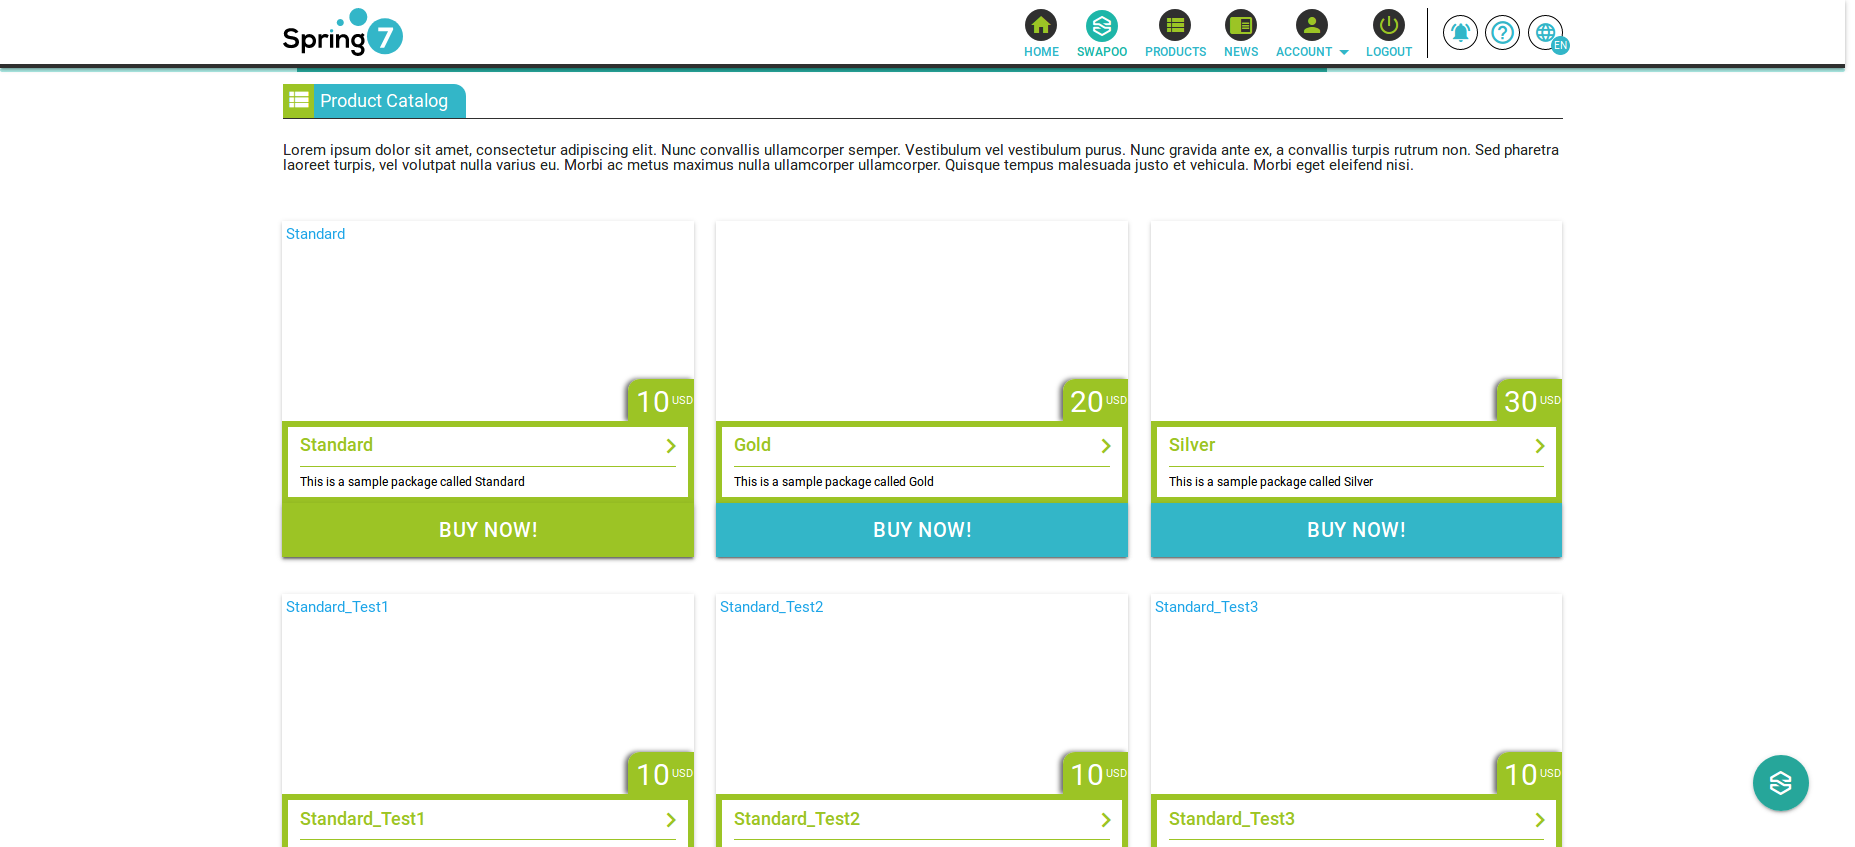 Spring 7
HOME
SWAPOO
PRODUCTS
NEWS
ACCOUNT
LOGOUT
EN
Product Catalog
Lorem ipsum dolor sit amet, consectetur adipiscing elit. Nunc convallis ullamcorper semper. Vestibulum vel vestibulum purus. Nunc gravida ante ex, a convallis turpis rutrum non. Sed pharetra
laoreet turpis, vel volutpat nulla varius eu. Morbi ac metus maximus nulla ullamcorper ullamcorper. Quisque tempus malesuada justo et vehicula. Morbi eget eleifend nisi.
Standard
10 USD
Standard
This is a sample package called Standard
BUY NOW!
20 USD
Gold
This is a sample package called Gold
BUY NOW!
30 USD
Silver
This is a sample package called Silver
BUY NOW!
Standard_Test1
10 USD
Standard_Test1
Standard_Test2
10 USD
Standard_Test2
Standard_Test3
10 USD
Standard_Test3